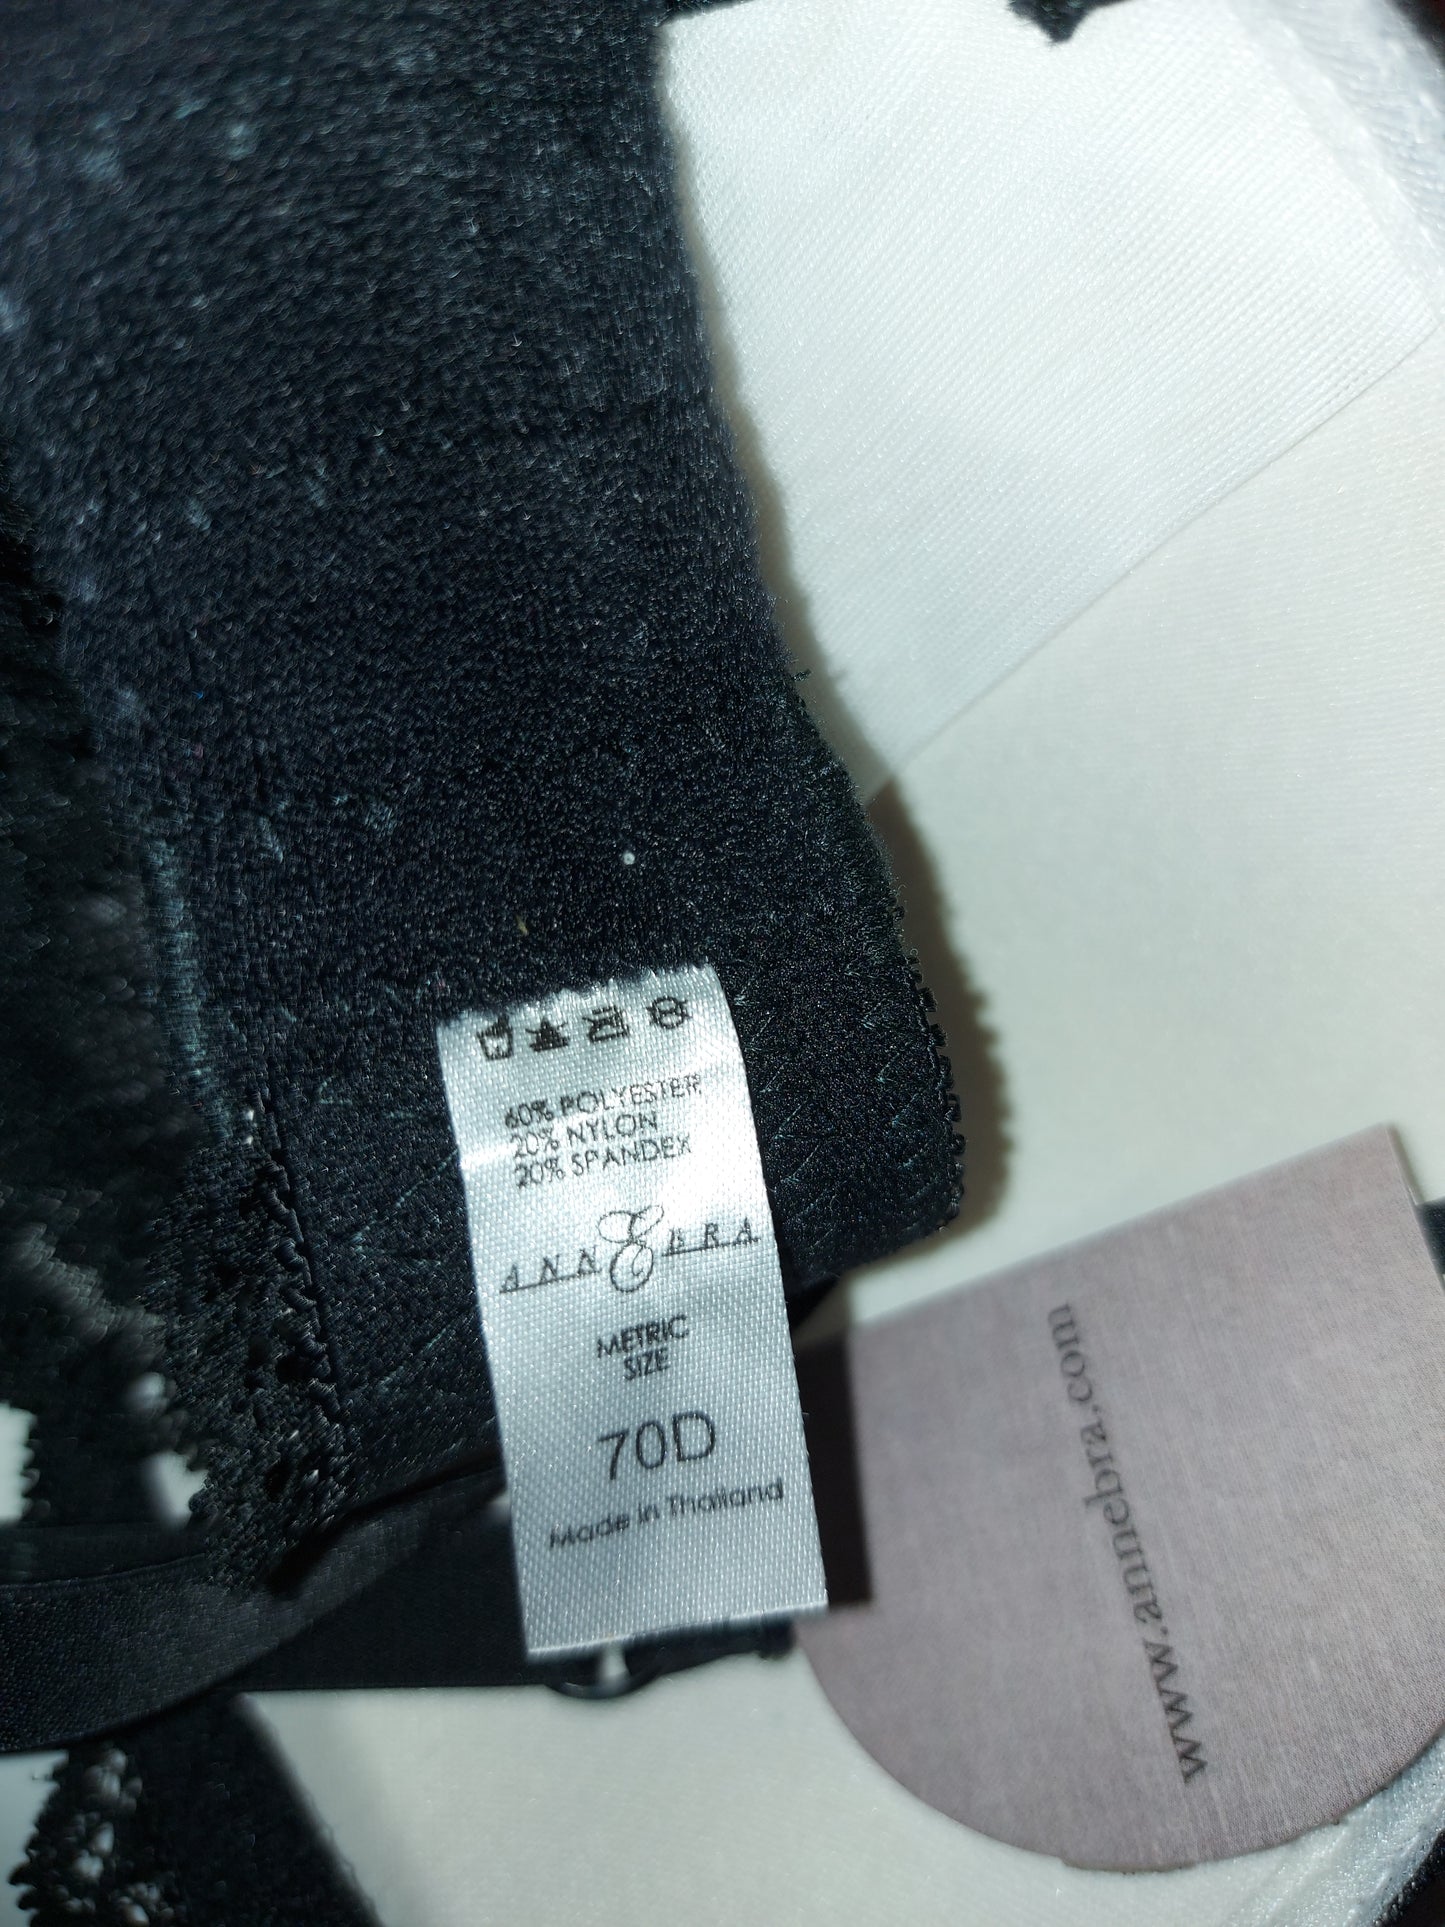 60% POLYESTER
20% NYLON
20% SPANDEX
ANNEBRA
METRIC
SIZE
70D
Made in Thailand
www.annebra.com